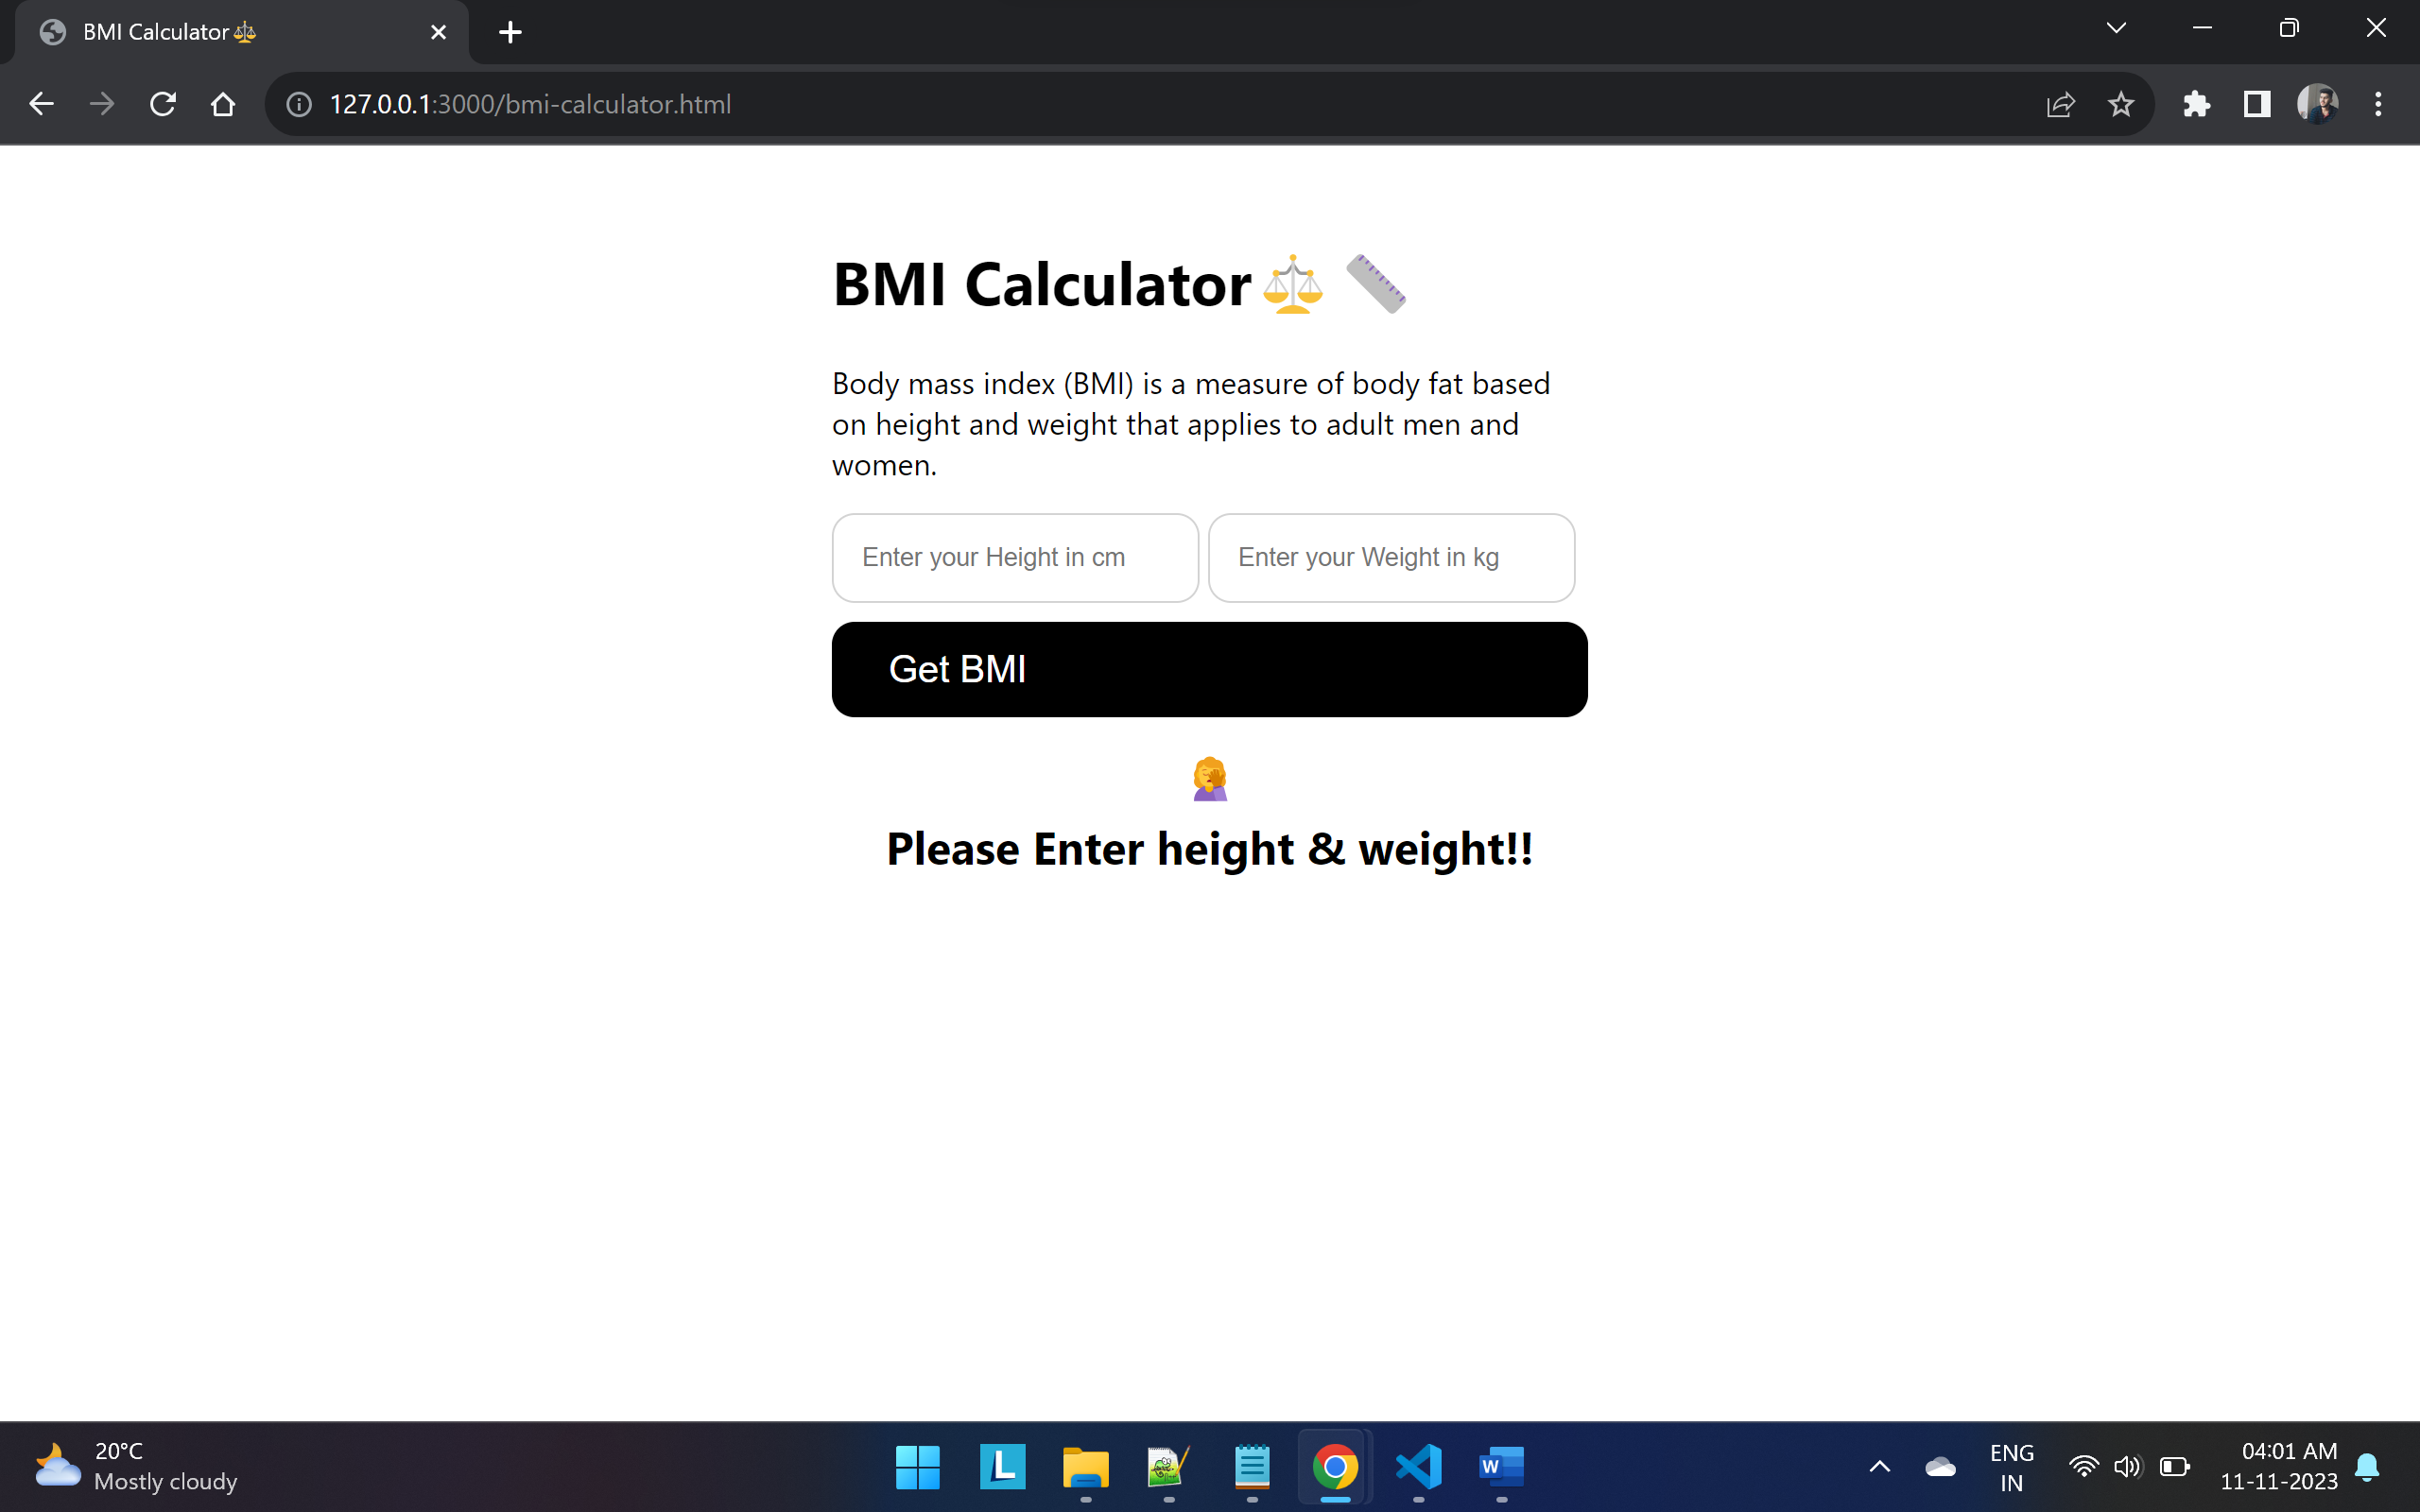 BMI Calculator⚖️
127.0.0.1:3000/bmi-calculator.html
BMI Calculator⚖️ 📏
Body mass index (BMI) is a measure of body fat based
on height and weight that applies to adult men and
women.
Enter your Height in cm
Enter your Weight in kg
Get BMI
🤦‍♀️
Please Enter height & weight!!
20°C
Mostly cloudy
L
W
ENG
IN
04:01 AM
11-11-2023